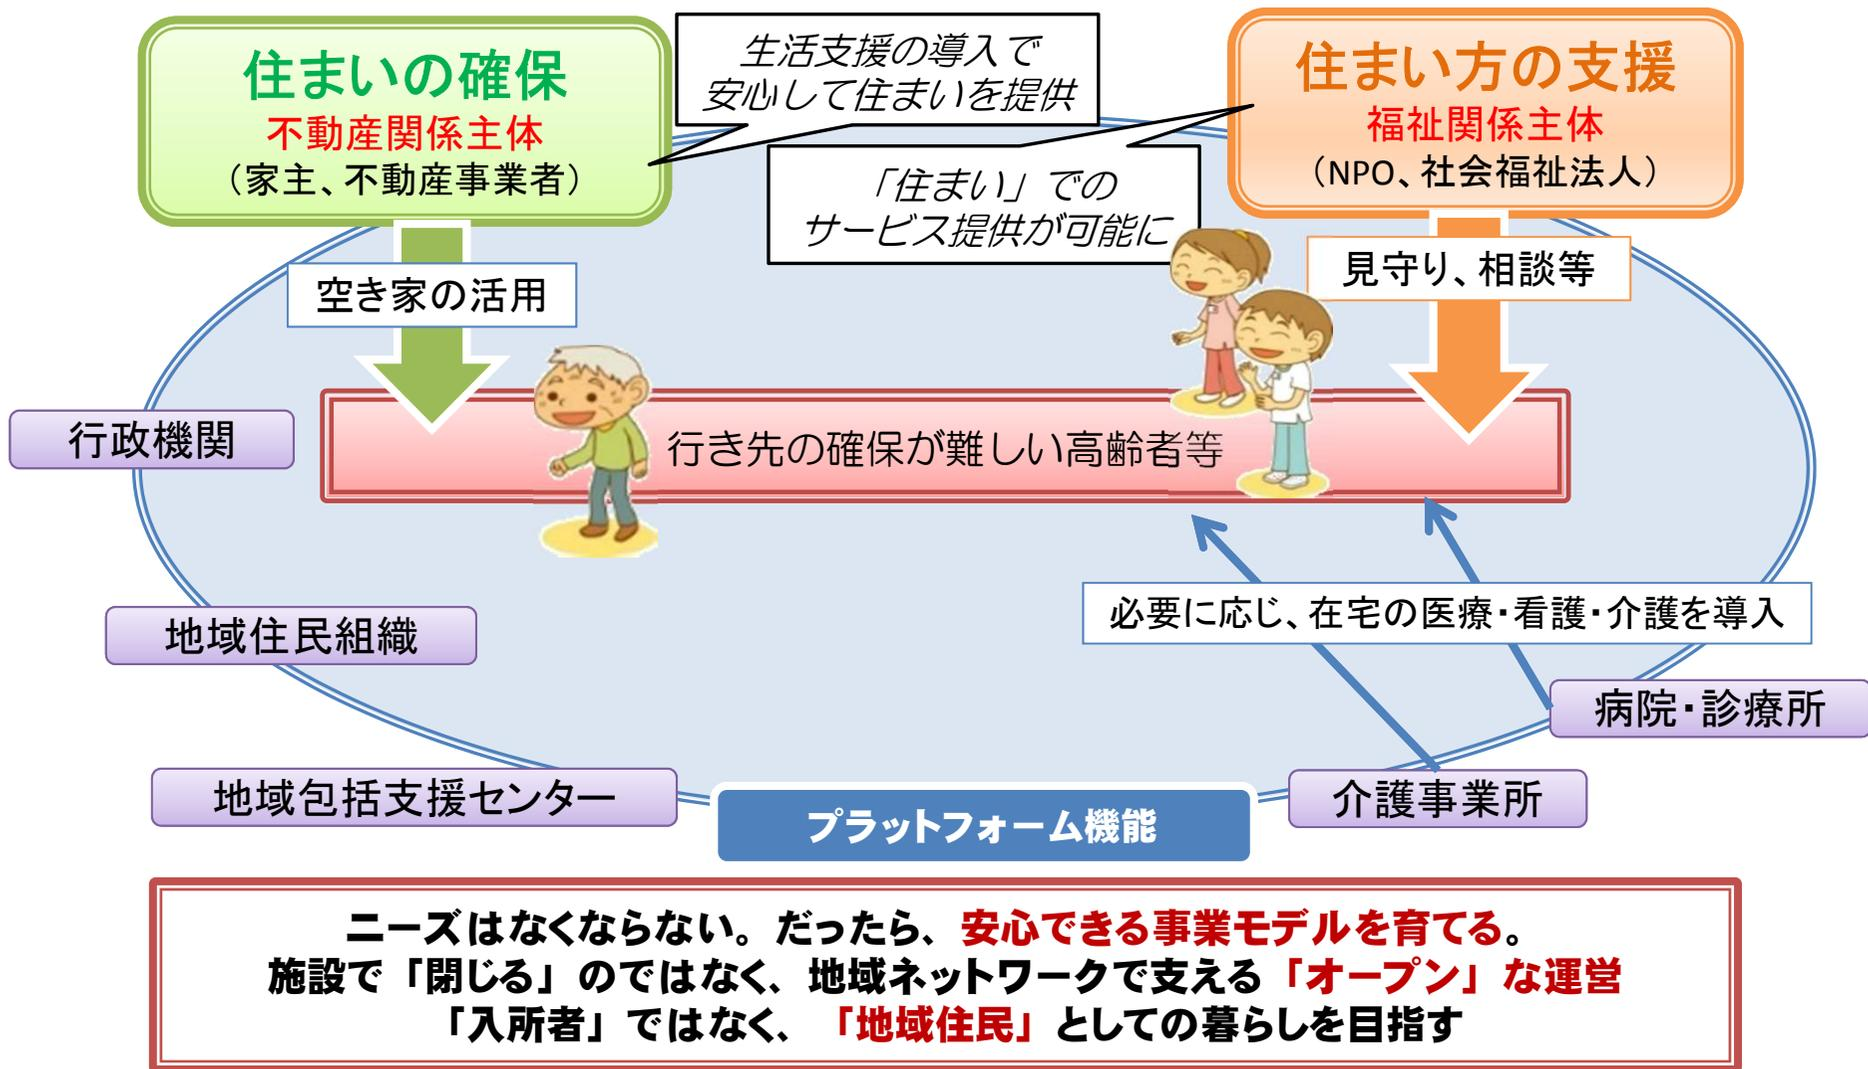 住まいの確保
不動産関係主体
（家主、不動産事業者）
生活支援の導入で
安心して住まいを提供
「住まい」での
サービス提供が可能に
住まい方の支援
福祉関係主体
（NPO、社会福祉法人）
空き家の活用
見守り、相談等
行政機関
行き先の確保が難しい高齢者等
地域住民組織
必要に応じ、在宅の医療・看護・介護を導入
病院・診療所
地域包括支援センター
プラットフォーム機能
介護事業所
ニーズはなくならない。だったら、安心できる事業モデルを育てる。
施設で「閉じる」のではなく、地域ネットワークで支える「オープン」な運営
「入所者」ではなく、「地域住民」としての暮らしを目指す